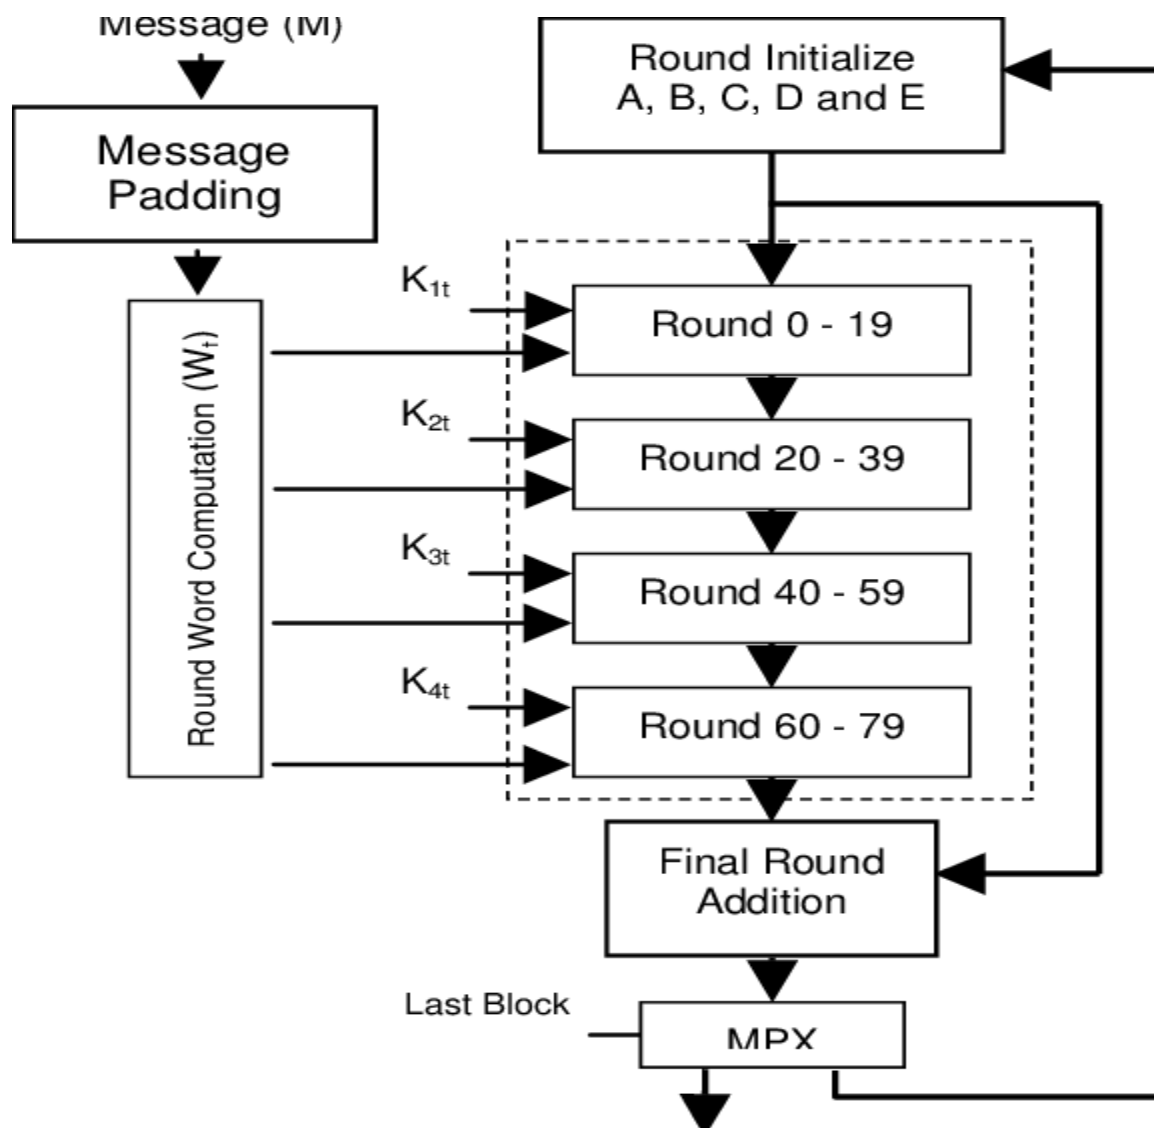 Message (M)
Message
Padding
Round Word Computation (Wₜ)
Round Initialize
A, B, C, D and E
K₁ₜ
Round 0 - 19
K₂ₜ
Round 20 - 39
K₃ₜ
Round 40 - 59
K₄ₜ
Round 60 - 79
Final Round
Addition
Last Block
MPX